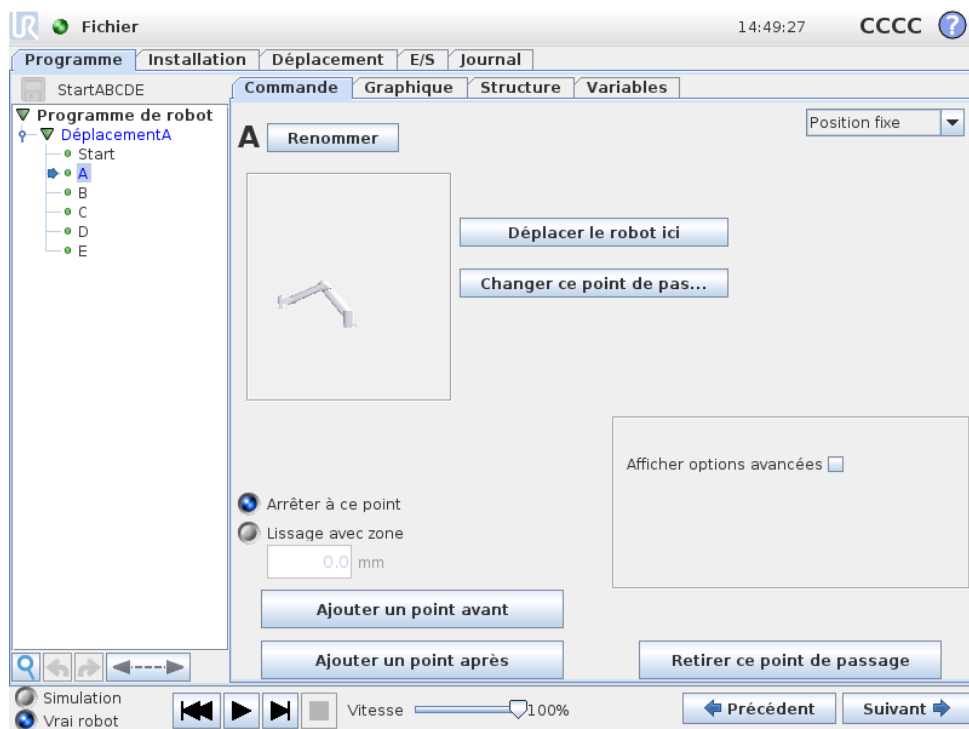 UR Fichier 14:49:27 CCCC ?
Programme Installation Déplacement E/S Journal
StartABCDE
Commande Graphique Structure Variables
Programme de robot
DéplacementA
Start
A
B
C
D
E
A Renommer
Position fixe
Déplacer le robot ici
Changer ce point de pas...
Afficher options avancées
Arrêter à ce point
Lissage avec zone
0.0 mm
Ajouter un point avant
Ajouter un point après
Retirer ce point de passage
Simulation
Vrai robot
Vitesse 100%
Précédent
Suivant